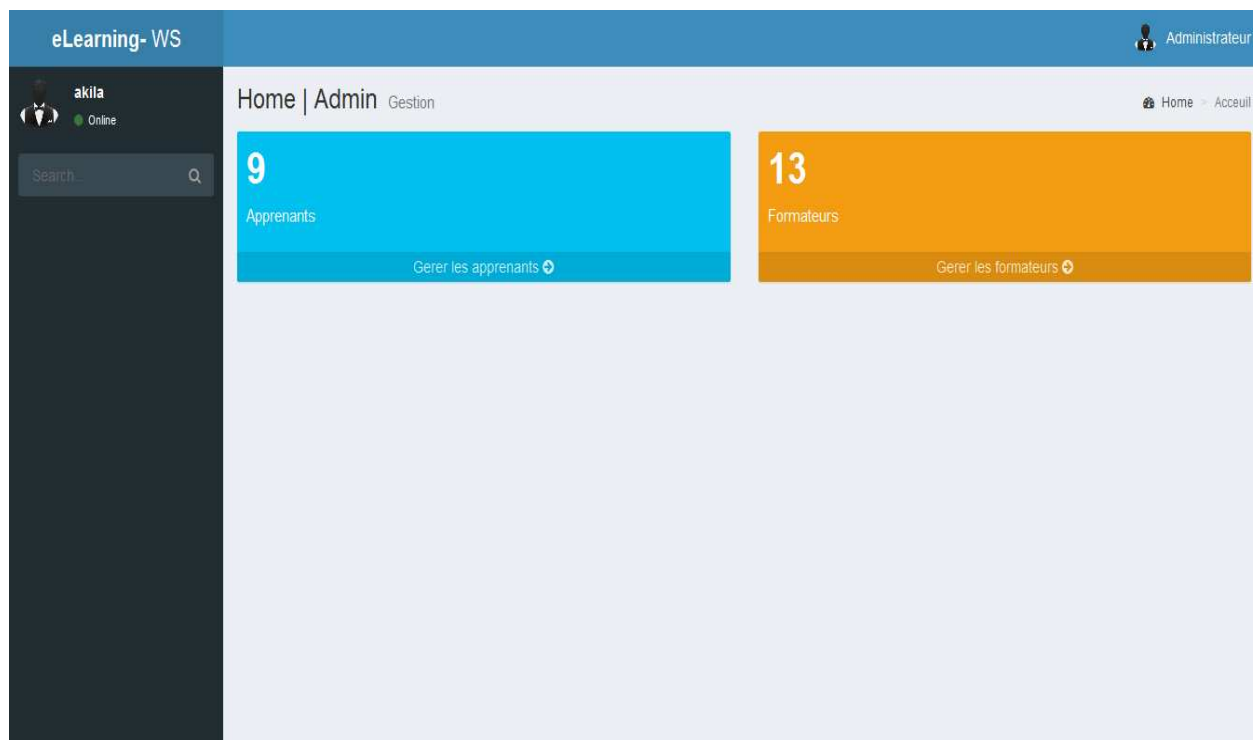 eLearning- WS
Administrateur
akila
Online
Search...
Home | Admin Gestion
Home > Acceuil
9
Apprenants
Gerer les apprenants
13
Formateurs
Gerer les formateurs